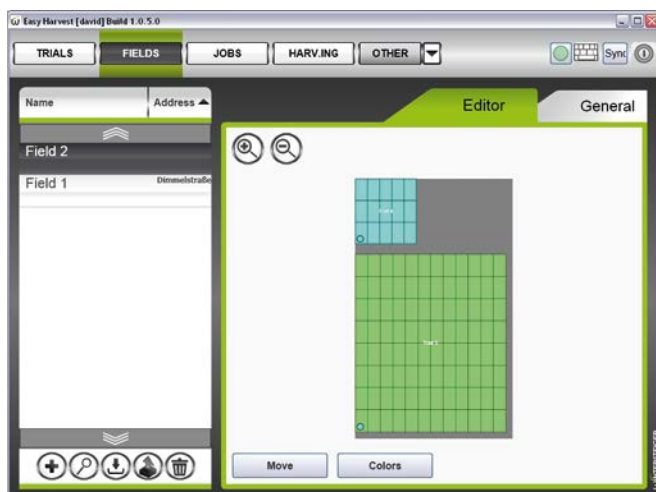 Easy Harvest [david] Build 1.0.5.0
TRIALS FIELDS JOBS HARV.ING OTHER Sync
Name Address
Editor General
Field 2
Field 1 Dimmelstraße
Move Colors
WINTERSTEIGER